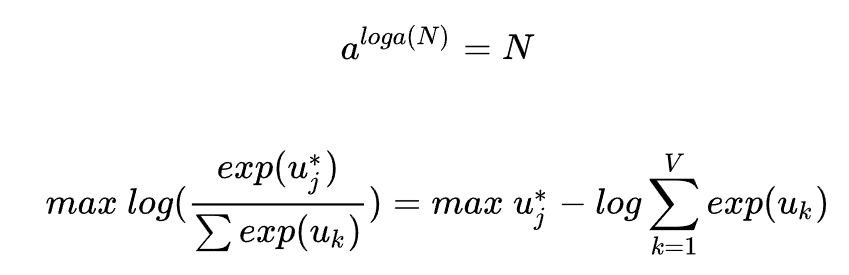 a^{loga(N)} = N
max log(\frac{exp(u_j^*)}{\sum exp(u_k)}) = max u_j^* - log \sum_{k=1}^{V} exp(u_k)